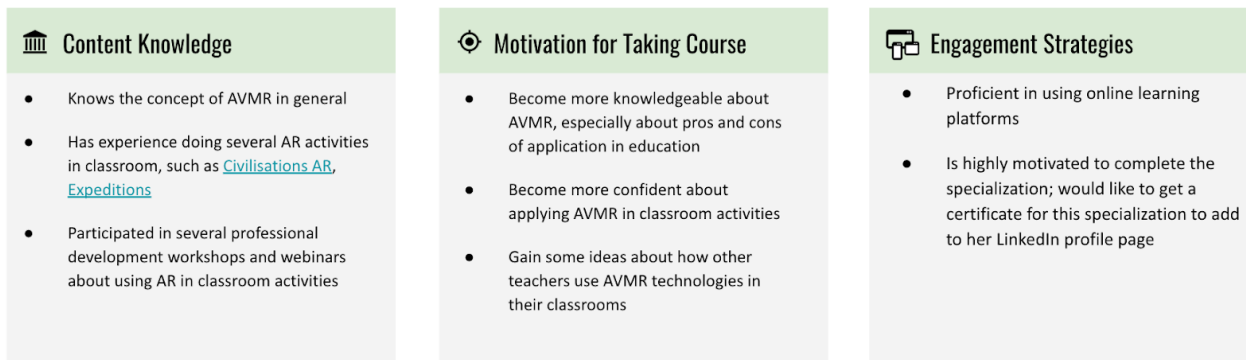 Content Knowledge
● Knows the concept of AVMR in general
● Has experience doing several AR activities
in classroom, such as Civilisations AR,
Expeditions
● Participated in several professional
development workshops and webinars
about using AR in classroom activities
Motivation for Taking Course
● Become more knowledgeable about
AVMR, especially about pros and cons
of application in education
● Become more confident about
applying AVMR in classroom activities
● Gain some ideas about how other
teachers use AVMR technologies in
their classrooms
Engagement Strategies
● Proficient in using online learning
platforms
● Is highly motivated to complete the
specialization; would like to get a
certificate for this specialization to add
to her LinkedIn profile page